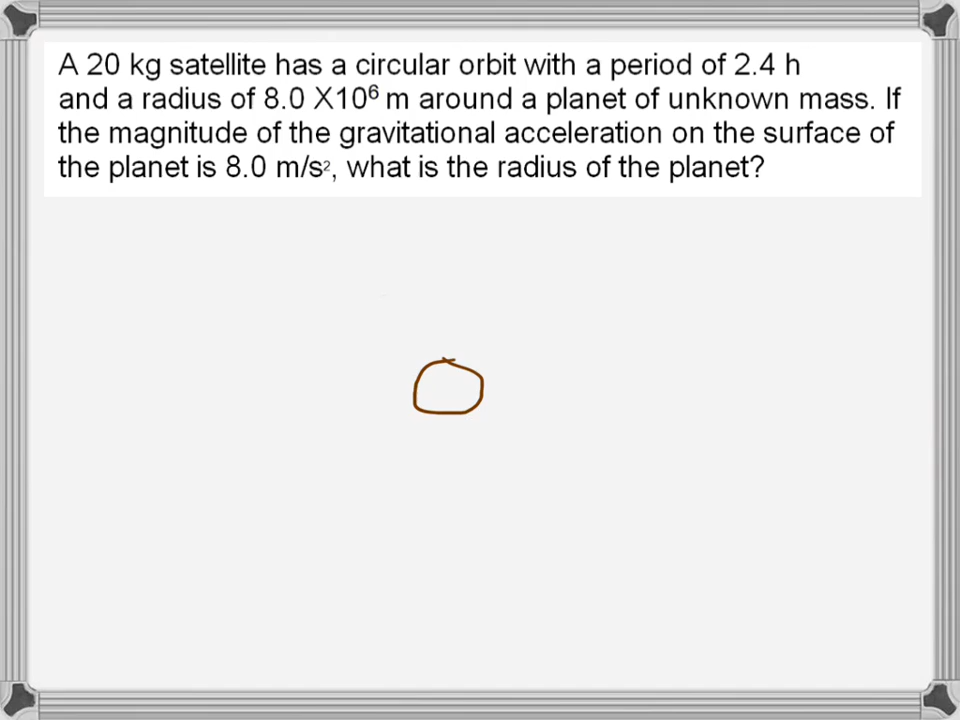 A 20 kg satellite has a circular orbit with a period of 2.4 h
and a radius of 8.0 X10⁶ m around a planet of unknown mass. If
the magnitude of the gravitational acceleration on the surface of
the planet is 8.0 m/s², what is the radius of the planet?